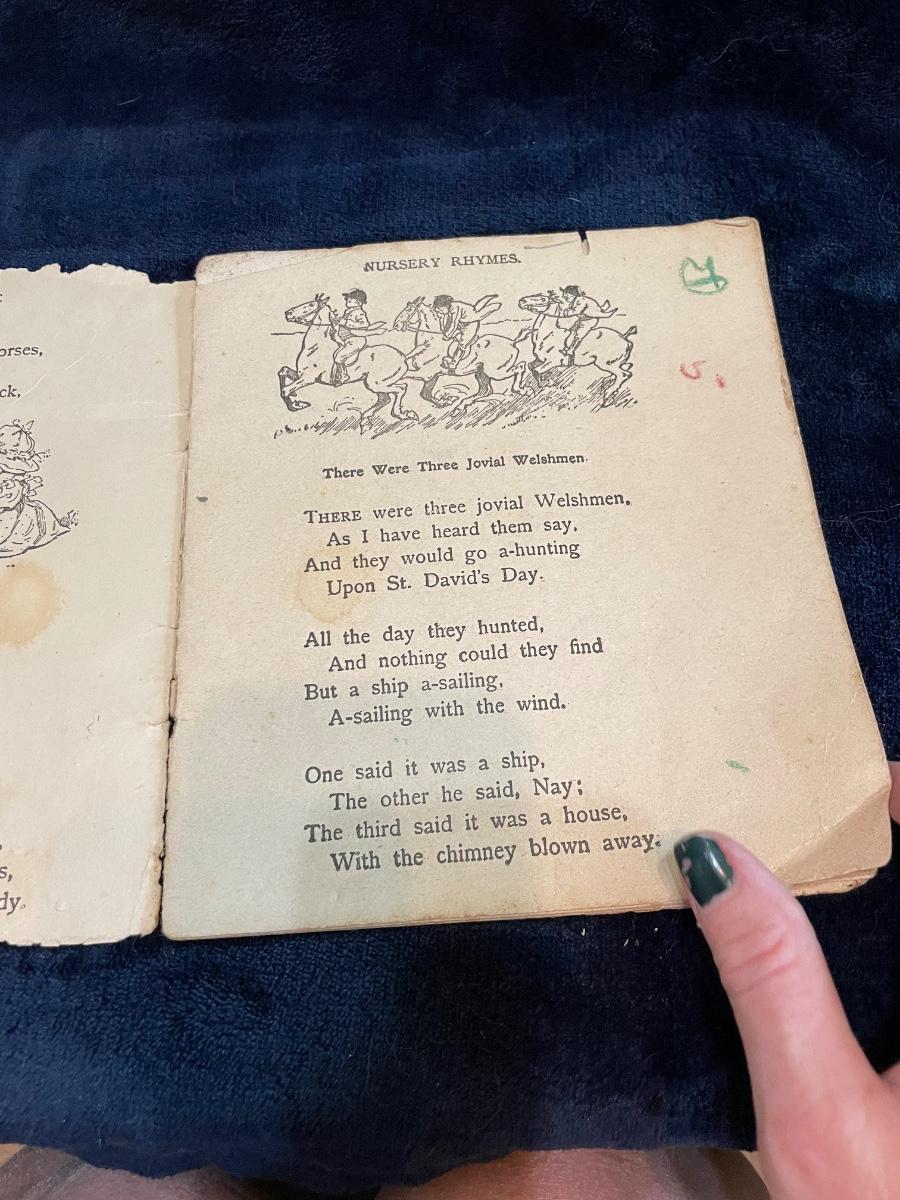 orses,
ck,
s,
dy.
NURSERY RHYMES.
There Were Three Jovial Welshmen.
THERE were three jovial Welshmen,
As I have heard them say,
And they would go a-hunting
Upon St. David's Day.
All the day they hunted,
And nothing could they find
But a ship a-sailing,
A-sailing with the wind.
One said it was a ship,
The other he said, Nay;
The third said it was a house,
With the chimney blown away.